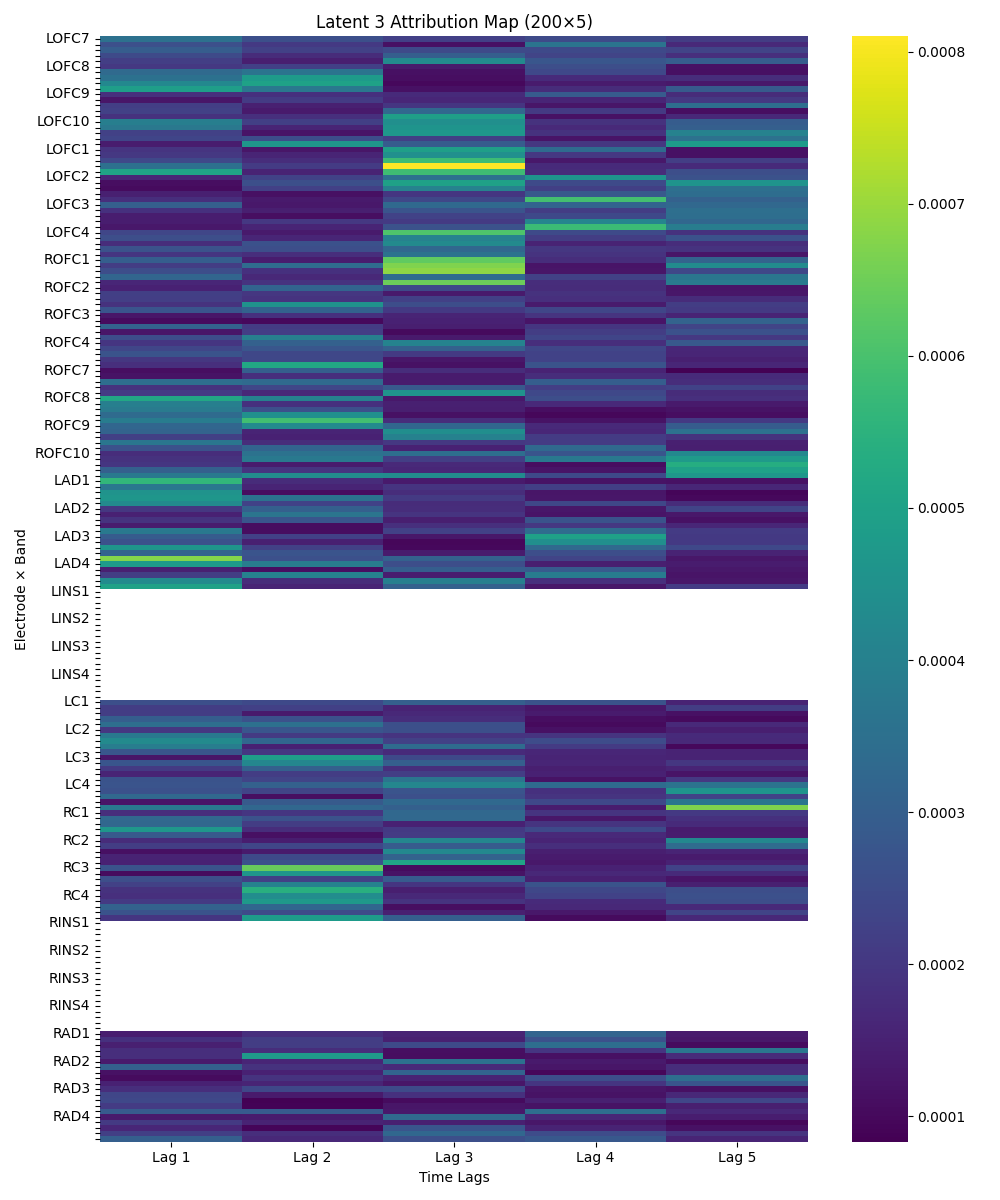 Latent 3 Attribution Map (200×5)
LOFC7
LOFC8
LOFC9
LOFC10
LOFC1
LOFC2
LOFC3
LOFC4
ROFC1
ROFC2
ROFC3
ROFC4
ROFC7
ROFC8
ROFC9
ROFC10
LAD1
LAD2
LAD3
LAD4
LINS1
LINS2
LINS3
LINS4
LC1
LC2
LC3
LC4
RC1
RC2
RC3
RC4
RINS1
RINS2
RINS3
RINS4
RAD1
RAD2
RAD3
RAD4
Electrode × Band
Lag 1 Lag 2 Lag 3 Lag 4 Lag 5
Time Lags
0.0008
0.0007
0.0006
0.0005
0.0004
0.0003
0.0002
0.0001